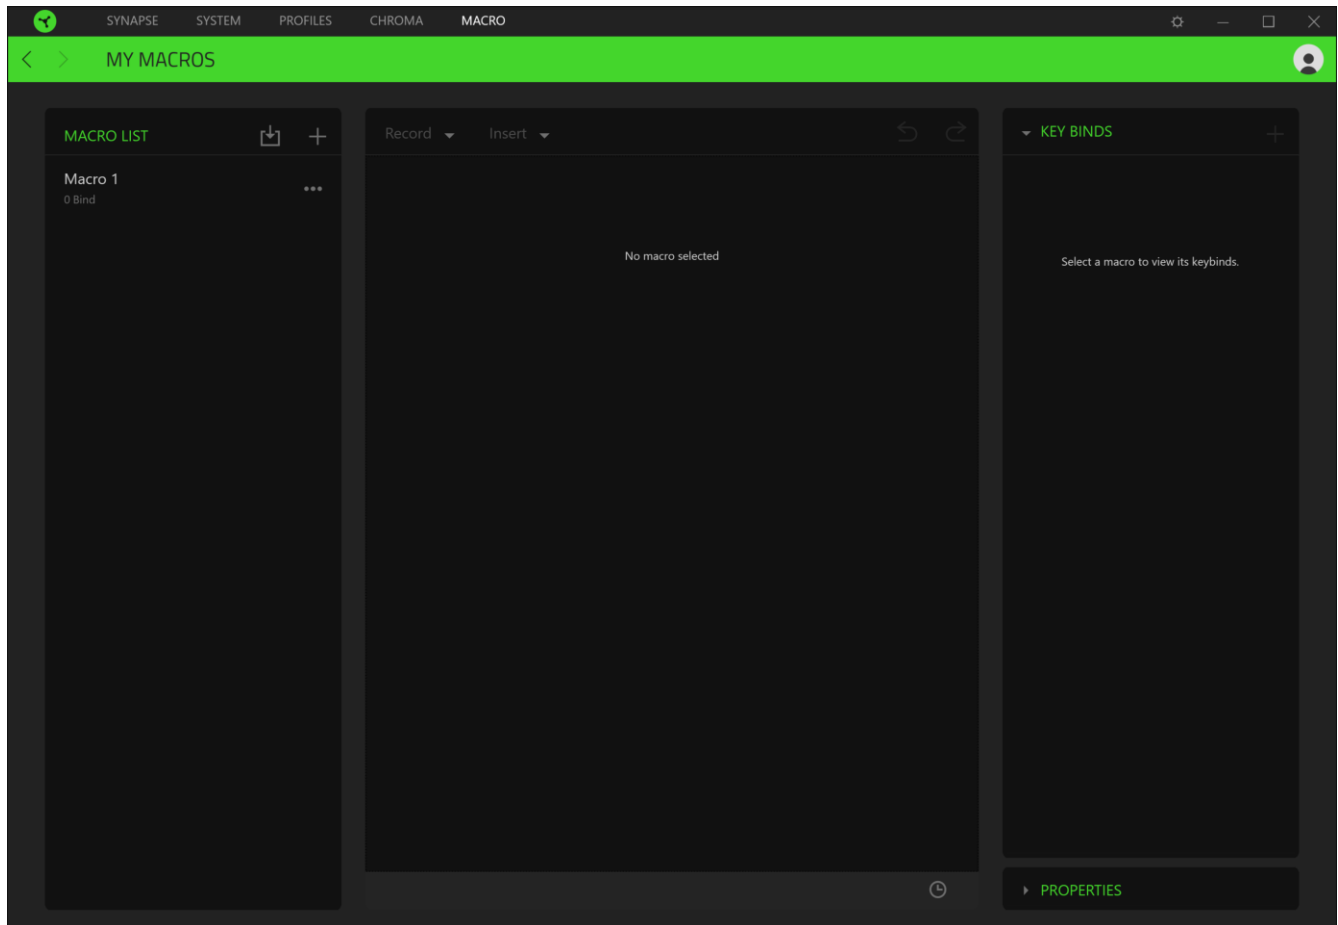 SYNAPSE SYSTEM PROFILES CHROMA MACRO
MY MACROS
MACRO LIST
Macro 1
0 Bind
Record Insert
No macro selected
KEY BINDS
Select a macro to view its keybinds.
PROPERTIES